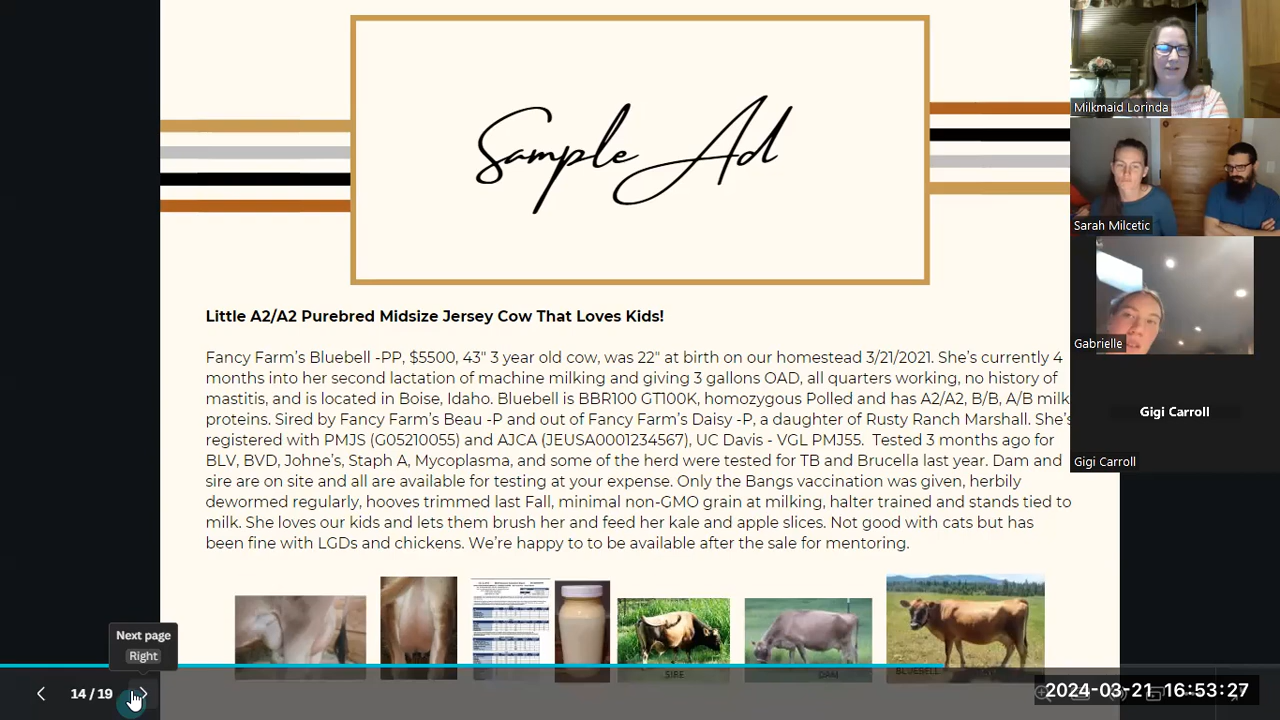 Sample Ad
Little A2/A2 Purebred Midsize Jersey Cow That Loves Kids!
Fancy Farm's Bluebell -PP, $5500, 43" 3 year old cow, was 22" at birth on our homestead 3/21/2021. She's currently 4
months into her second lactation of machine milking and giving 3 gallons OAD, all quarters working, no history of
mastitis, and is located in Boise, Idaho. Bluebell is BBR100 GT100K, homozygous Polled and has A2/A2, B/B, A/B milk
proteins. Sired by Fancy Farm's Beau -P and out of Fancy Farm's Daisy -P, a daughter of Rusty Ranch Marshall. She's
registered with PMJS (G05210055) and AJCA (JEUSA0001234567), UC Davis - VGL PMJ55. Tested 3 months ago for
BLV, BVD, Johne's, Staph A, Mycoplasma, and some of the herd were tested for TB and Brucella last year. Dam and
sire are on site and all are available for testing at your expense. Only the Bangs vaccination was given, herbily
dewormed regularly, hooves trimmed last Fall, minimal non-GMO grain at milking, halter trained and stands tied to
milk. She loves our kids and lets them brush her and feed her kale and apple slices. Not good with cats but has
been fine with LGDs and chickens. We're happy to to be available after the sale for mentoring.
SIRE
DAM
BLUEBELL
Next page
Right
14 / 19
Milkmaid Lorinda
Sarah Milcetic
Gabrielle
Gigi Carroll
Gigi Carroll
2024-03-21 16:53:27